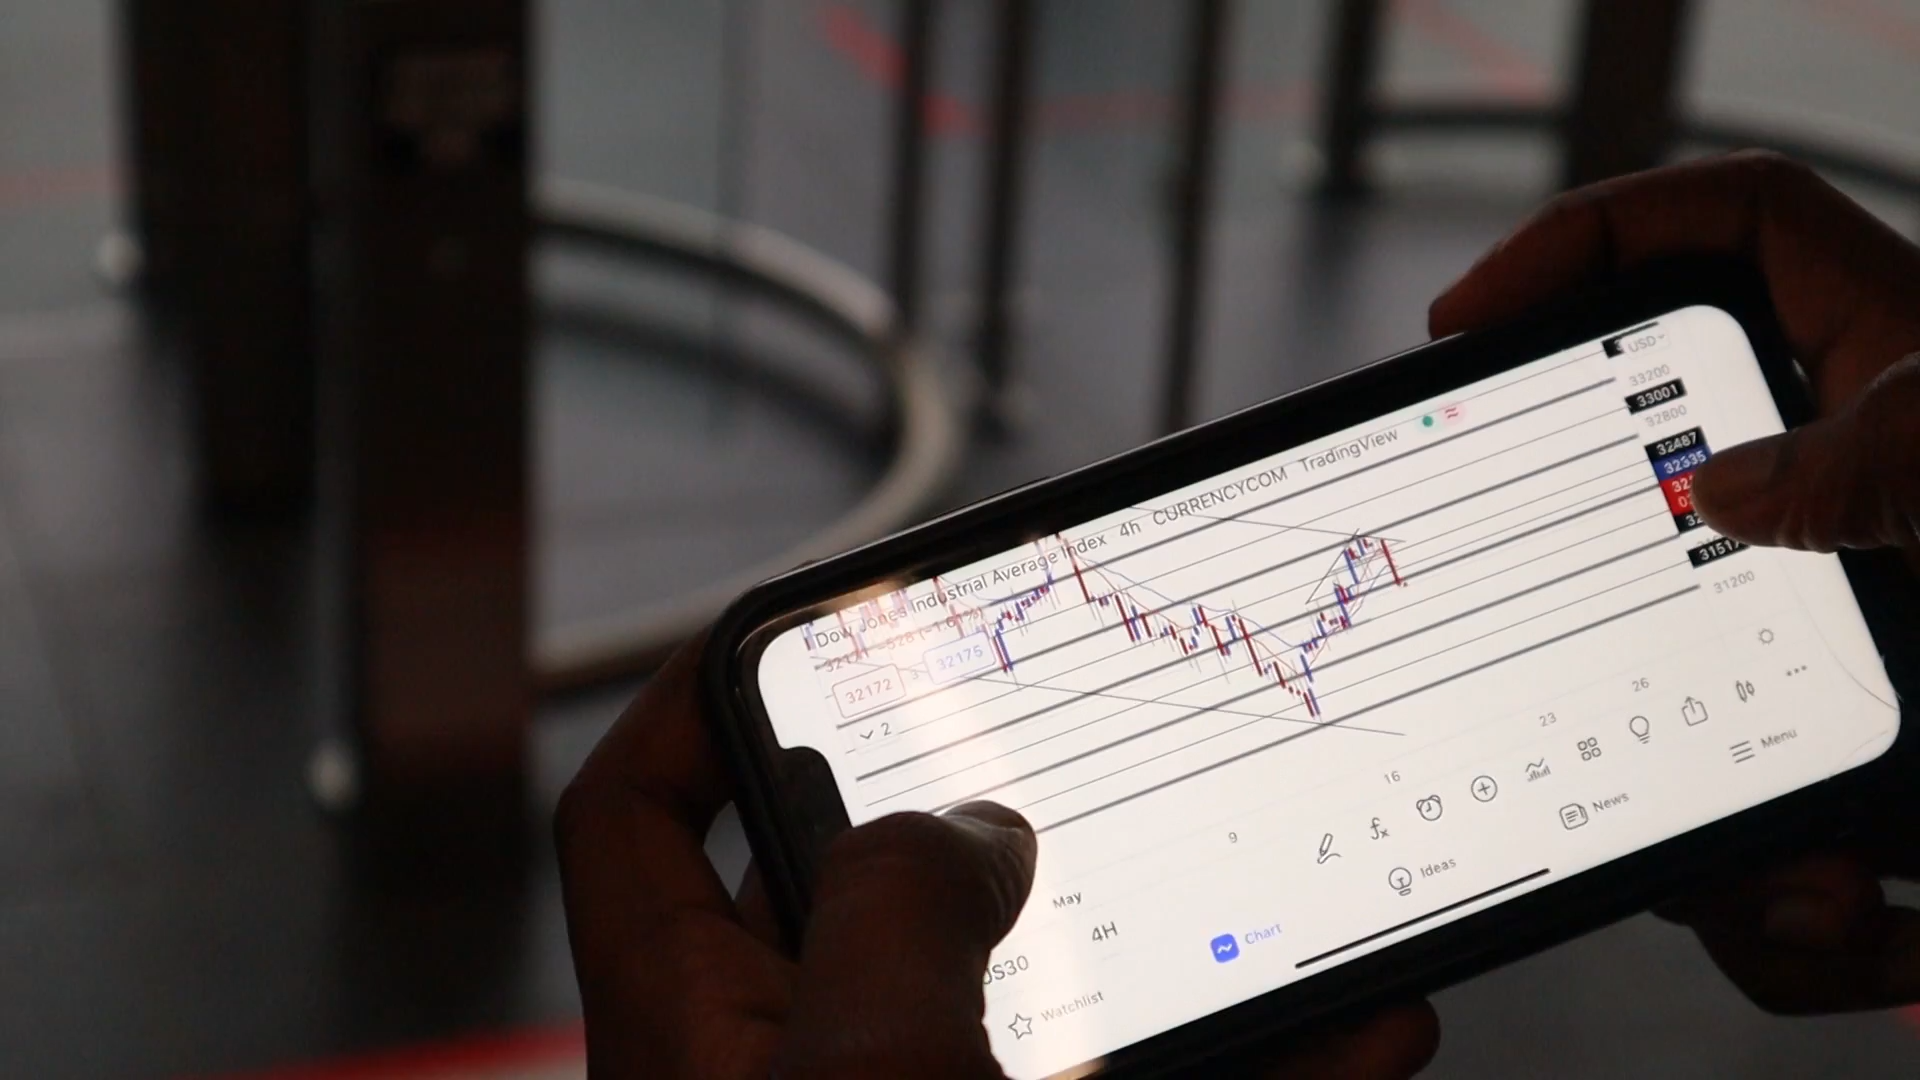 Dow Jones Industrial Average Index 4h CURRENCYCOM TradingView
USD
33200
33001
32800
32487
32335
31200
32172
32175
2
May
9
16
23
26
US30
4H
Watchlist
Chart
Ideas
News
Menu